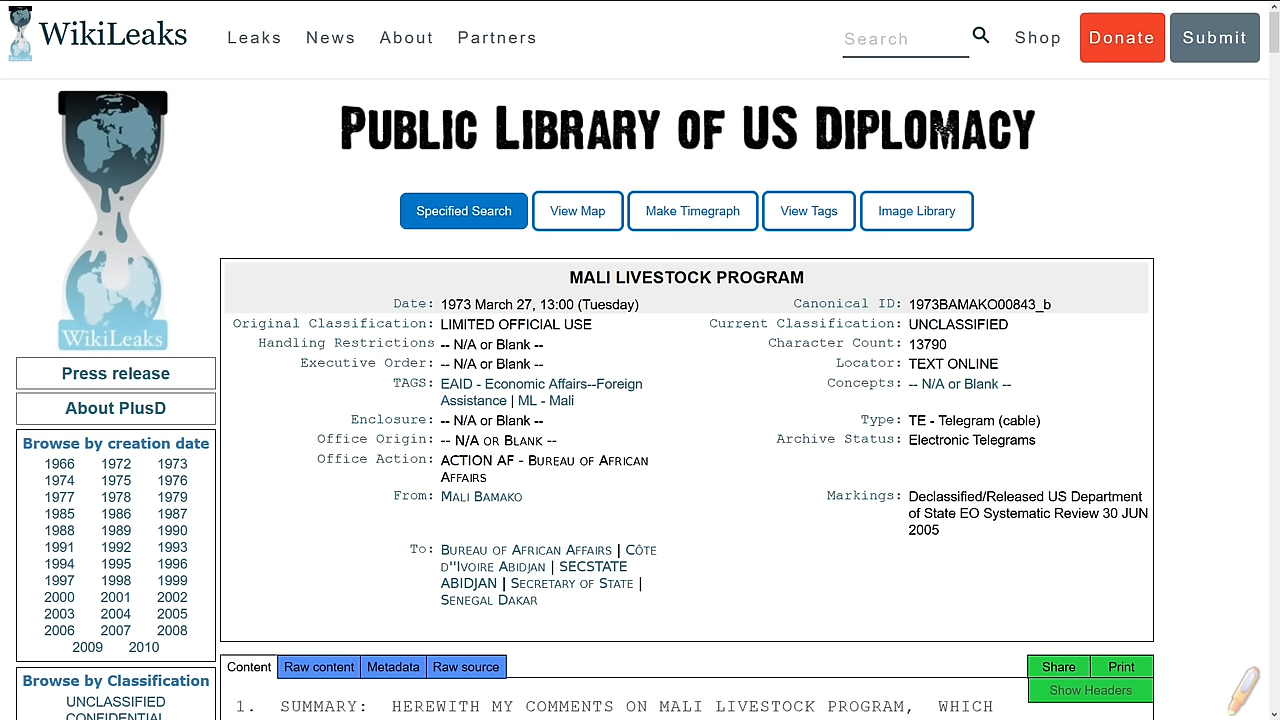 WikiLeaks
Leaks News About Partners
Search
Shop
Donate
Submit
WikiLeaks
Public Library of US Diplomacy
Specified Search
View Map
Make Timegraph
View Tags
Image Library
Press release
About PlusD
Browse by creation date
1966 1972 1973
1974 1975 1976
1977 1978 1979
1985 1986 1987
1988 1989 1990
1991 1992 1993
1994 1995 1996
1997 1998 1999
2000 2001 2002
2003 2004 2005
2006 2007 2008
2009 2010
Browse by Classification
UNCLASSIFIED
CONFIDENTIAL
MALI LIVESTOCK PROGRAM
Date: 1973 March 27, 13:00 (Tuesday) Canonical ID: 1973BAMAKO00843_b
Original Classification: LIMITED OFFICIAL USE Current Classification: UNCLASSIFIED
Handling Restrictions -- N/A or Blank -- Character Count: 13790
Executive Order: -- N/A or Blank -- Locator: TEXT ONLINE
TAGS: EAID - Economic Affairs--Foreign Concepts: -- N/A or Blank --
Assistance | ML - Mali
Enclosure: -- N/A or Blank -- Type: TE - Telegram (cable)
Office Origin: -- N/A or Blank -- Archive Status: Electronic Telegrams
Office Action: ACTION AF - Bureau of African
Affairs
From: Mali Bamako Markings: Declassified/Released US Department
of State EO Systematic Review 30 JUN
2005
To: Bureau of African Affairs | Côte
d''Ivoire Abidjan | SECSTATE
ABIDJAN | Secretary of State |
Senegal Dakar
Content Raw content Metadata Raw source
Share Print
Show Headers
1. SUMMARY: HEREWITH MY COMMENTS ON MALI LIVESTOCK PROGRAM, WHICH